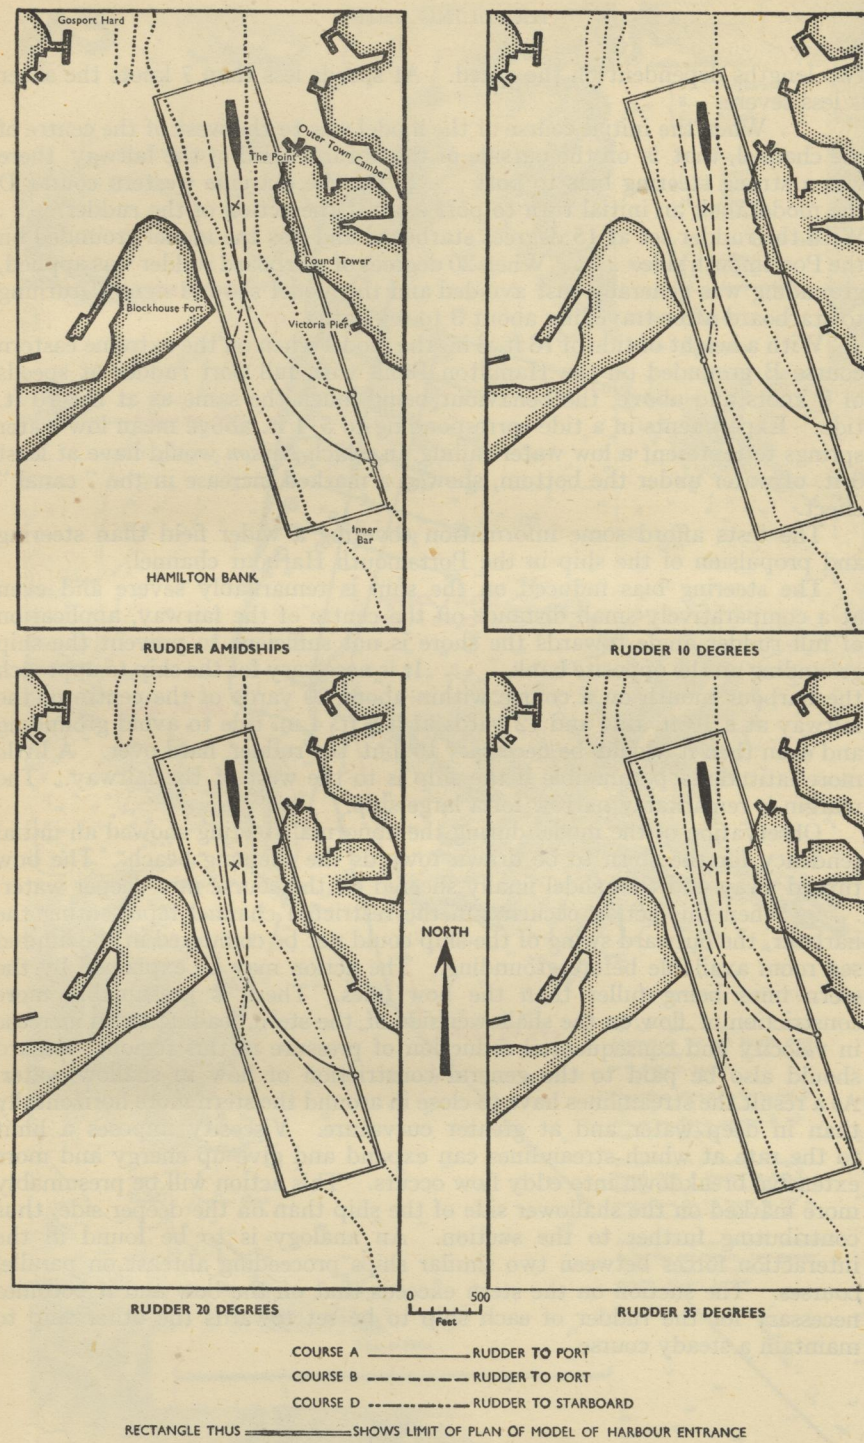 Gosport Hard
Outer Town Camber
The Point
Round Tower
Blockhouse Fort
Victoria Pier
Inner
Bar
HAMILTON BANK
RUDDER AMIDSHIPS
RUDDER 10 DEGREES
NORTH
RUDDER 20 DEGREES
0 500
Feet
RUDDER 35 DEGREES
COURSE A RUDDER TO PORT
COURSE B RUDDER TO PORT
COURSE D RUDDER TO STARBOARD
RECTANGLE THUS SHOWS LIMIT OF PLAN OF MODEL OF HARBOUR ENTRANCE